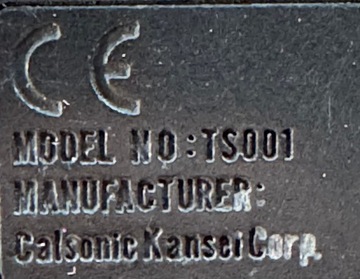 CE
MODEL NO:TS001
MANUFACTURER:
Calsonic Kansei Corp.